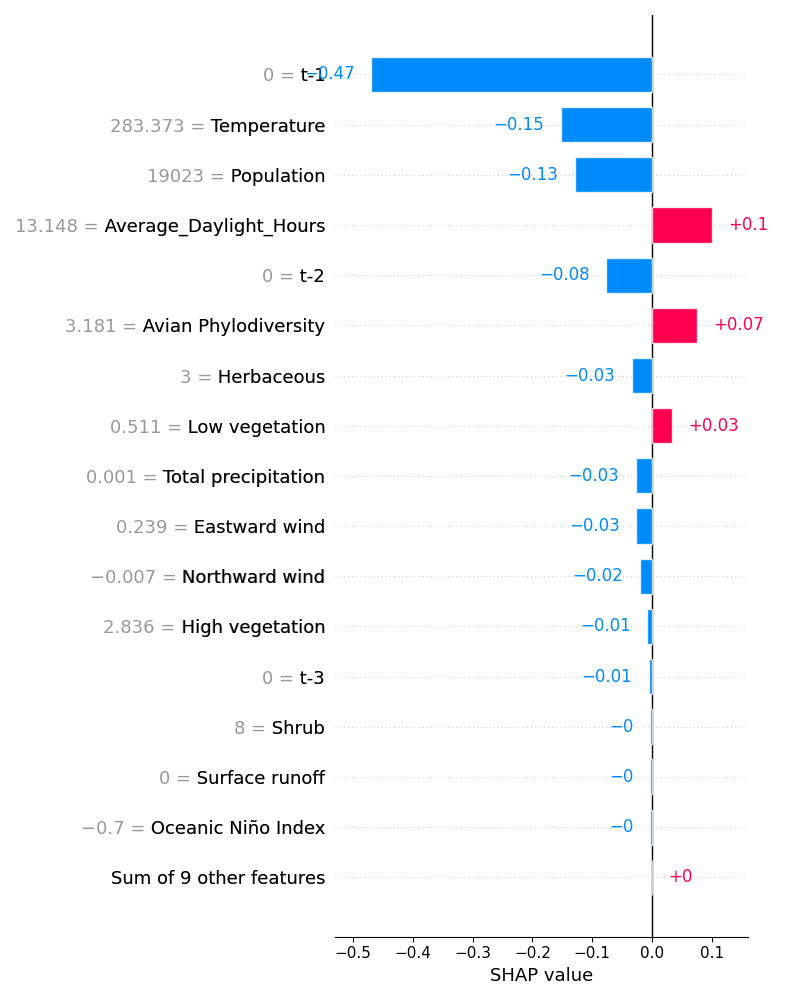 0 = t-1 −0.47
283.373 = Temperature −0.15
19023 = Population −0.13
13.148 = Average_Daylight_Hours +0.1
0 = t-2 −0.08
3.181 = Avian Phylodiversity +0.07
3 = Herbaceous −0.03
0.511 = Low vegetation +0.03
0.001 = Total precipitation −0.03
0.239 = Eastward wind −0.03
−0.007 = Northward wind −0.02
2.836 = High vegetation −0.01
0 = t-3 −0.01
8 = Shrub −0
0 = Surface runoff −0
−0.7 = Oceanic Niño Index −0
Sum of 9 other features +0
−0.5 −0.4 −0.3 −0.2 −0.1 0.0 0.1
SHAP value